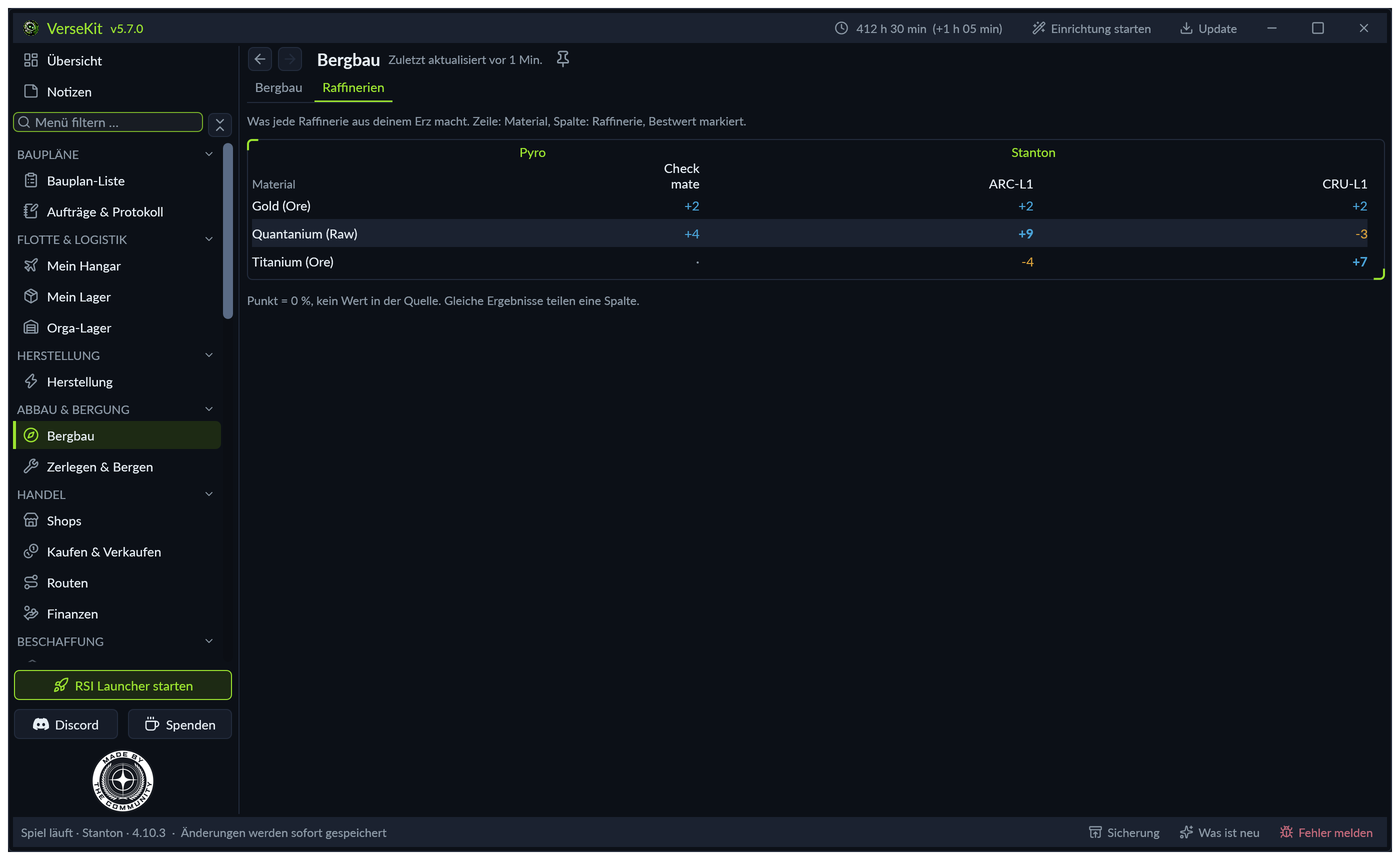 VerseKit v5.7.0
412 h 30 min (+1 h 05 min)
Einrichtung starten
Update
Übersicht
Notizen
Menü filtern ...
BAUPLÄNE
Bauplan-Liste
Aufträge & Protokoll
FLOTTE & LOGISTIK
Mein Hangar
Mein Lager
Orga-Lager
HERSTELLUNG
Herstellung
ABBAU & BERGUNG
Bergbau
Zerlegen & Bergen
HANDEL
Shops
Kaufen & Verkaufen
Routen
Finanzen
BESCHAFFUNG
RSI Launcher starten
Discord
Spenden
MADE BY
THE COMMUNITY
Bergbau Zuletzt aktualisiert vor 1 Min.
Bergbau Raffinerien
Was jede Raffinerie aus deinem Erz macht. Zeile: Material, Spalte: Raffinerie, Bestwert markiert.
Pyro Stanton
Check
mate
Material ARC-L1 CRU-L1
Gold (Ore) +2 +2 +2
Quantanium (Raw) +4 +9 -3
Titanium (Ore) · -4 +7
Punkt = 0 %, kein Wert in der Quelle. Gleiche Ergebnisse teilen eine Spalte.
Spiel läuft · Stanton · 4.10.3 · Änderungen werden sofort gespeichert
Sicherung
Was ist neu
Fehler melden